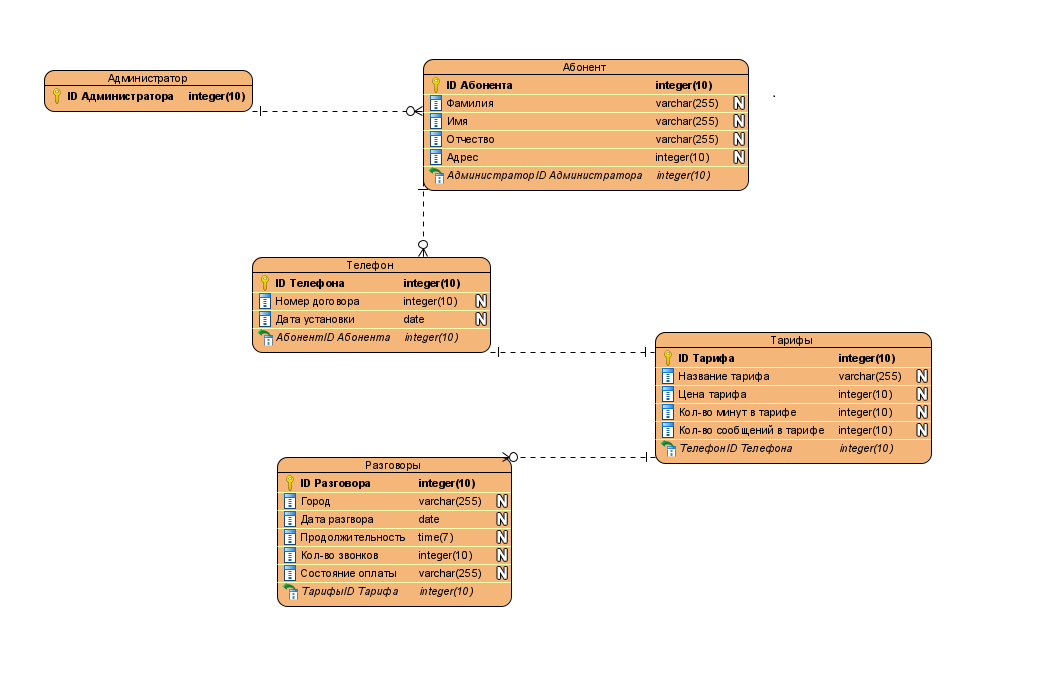 Администратор
ID Администратора integer(10)
Абонент
ID Абонента integer(10)
Фамилия varchar(255) N
Имя varchar(255) N
Отчество varchar(255) N
Адрес integer(10) N
АдминистраторID Администратора integer(10)
Телефон
ID Телефона integer(10)
Номер договора integer(10) N
Дата установки date N
АбонентID Абонента integer(10)
Тарифы
ID Тарифа integer(10)
Название тарифа varchar(255) N
Цена тарифа integer(10) N
Кол-во минут в тарифе integer(10) N
Кол-во сообщений в тарифе integer(10) N
ТелефонID Телефона integer(10)
Разговоры
ID Разговора integer(10)
Город varchar(255) N
Дата разгвора date N
Продолжительность time(7) N
Кол-во звонков integer(10) N
Состояние оплаты varchar(255) N
ТарифыID Тарифа integer(10)